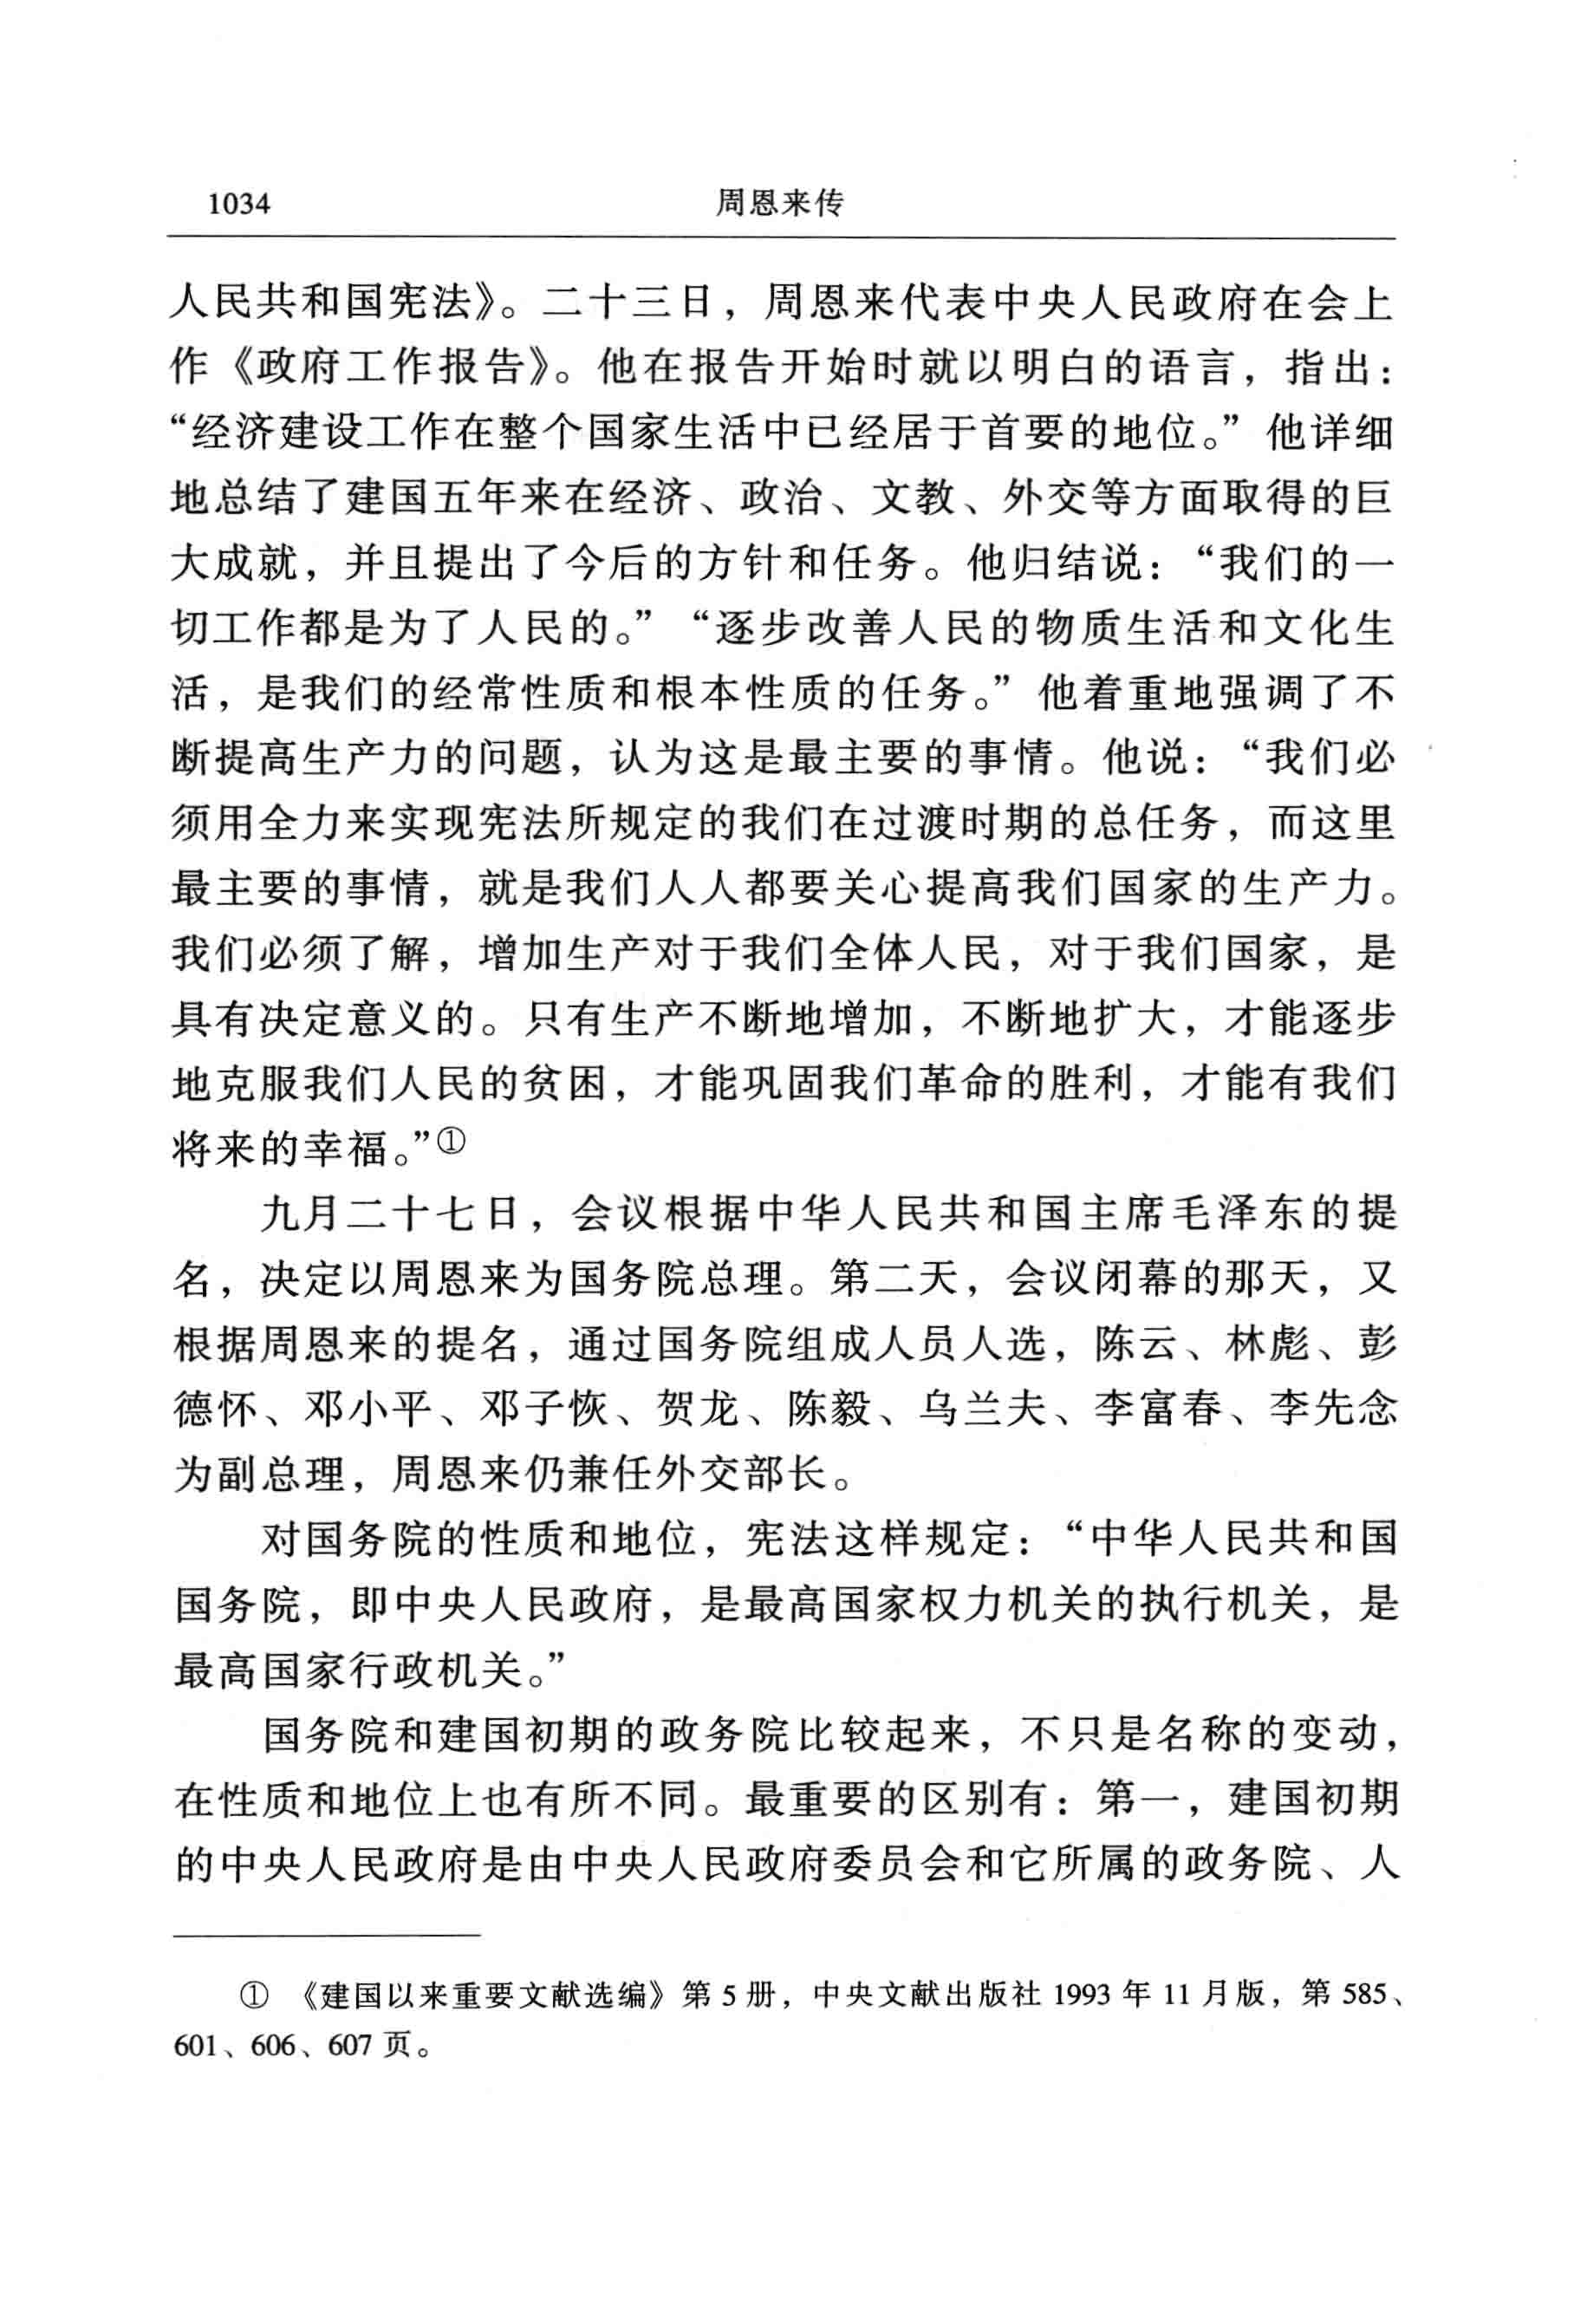 1034 周恩来传
人民共和国宪法》。二十三日，周恩来代表中央人民政府在会上
作《政府工作报告》。他在报告开始时就以明白的语言，指出：
“经济建设工作在整个国家生活中已经居于首要的地位。”他详细
地总结了建国五年来在经济、政治、文教、外交等方面取得的巨
大成就，并且提出了今后的方针和任务。他归结说：“我们的一
切工作都是为了人民的。”“逐步改善人民的物质生活和文化生
活，是我们的经常性质和根本性质的任务。”他着重地强调了不
断提高生产力的问题，认为这是最主要的事情。他说：“我们必
须用全力来实现宪法所规定的我们在过渡时期的总任务，而这里
最主要的事情，就是我们人人都要关心提高我们国家的生产力。
我们必须了解，增加生产对于我们全体人民，对于我们国家，是
具有决定意义的。只有生产不断地增加，不断地扩大，才能逐步
地克服我们人民的贫困，才能巩固我们革命的胜利，才能有我们
将来的幸福。”①
九月二十七日，会议根据中华人民共和国主席毛泽东的提
名，决定以周恩来为国务院总理。第二天，会议闭幕的那天，又
根据周恩来的提名，通过国务院组成人员人选，陈云、林彪、彭
德怀、邓小平、邓子恢、贺龙、陈毅、乌兰夫、李富春、李先念
为副总理，周恩来仍兼任外交部长。
对国务院的性质和地位，宪法这样规定：“中华人民共和国
国务院，即中央人民政府，是最高国家权力机关的执行机关，是
最高国家行政机关。”
国务院和建国初期的政务院比较起来，不只是名称的变动，
在性质和地位上也有所不同。最重要的区别有：第一，建国初期
的中央人民政府是由中央人民政府委员会和它所属的政务院、人
① 《建国以来重要文献选编》第 5 册，中央文献出版社 1993 年 11 月版，第 585、
601、606、607 页。